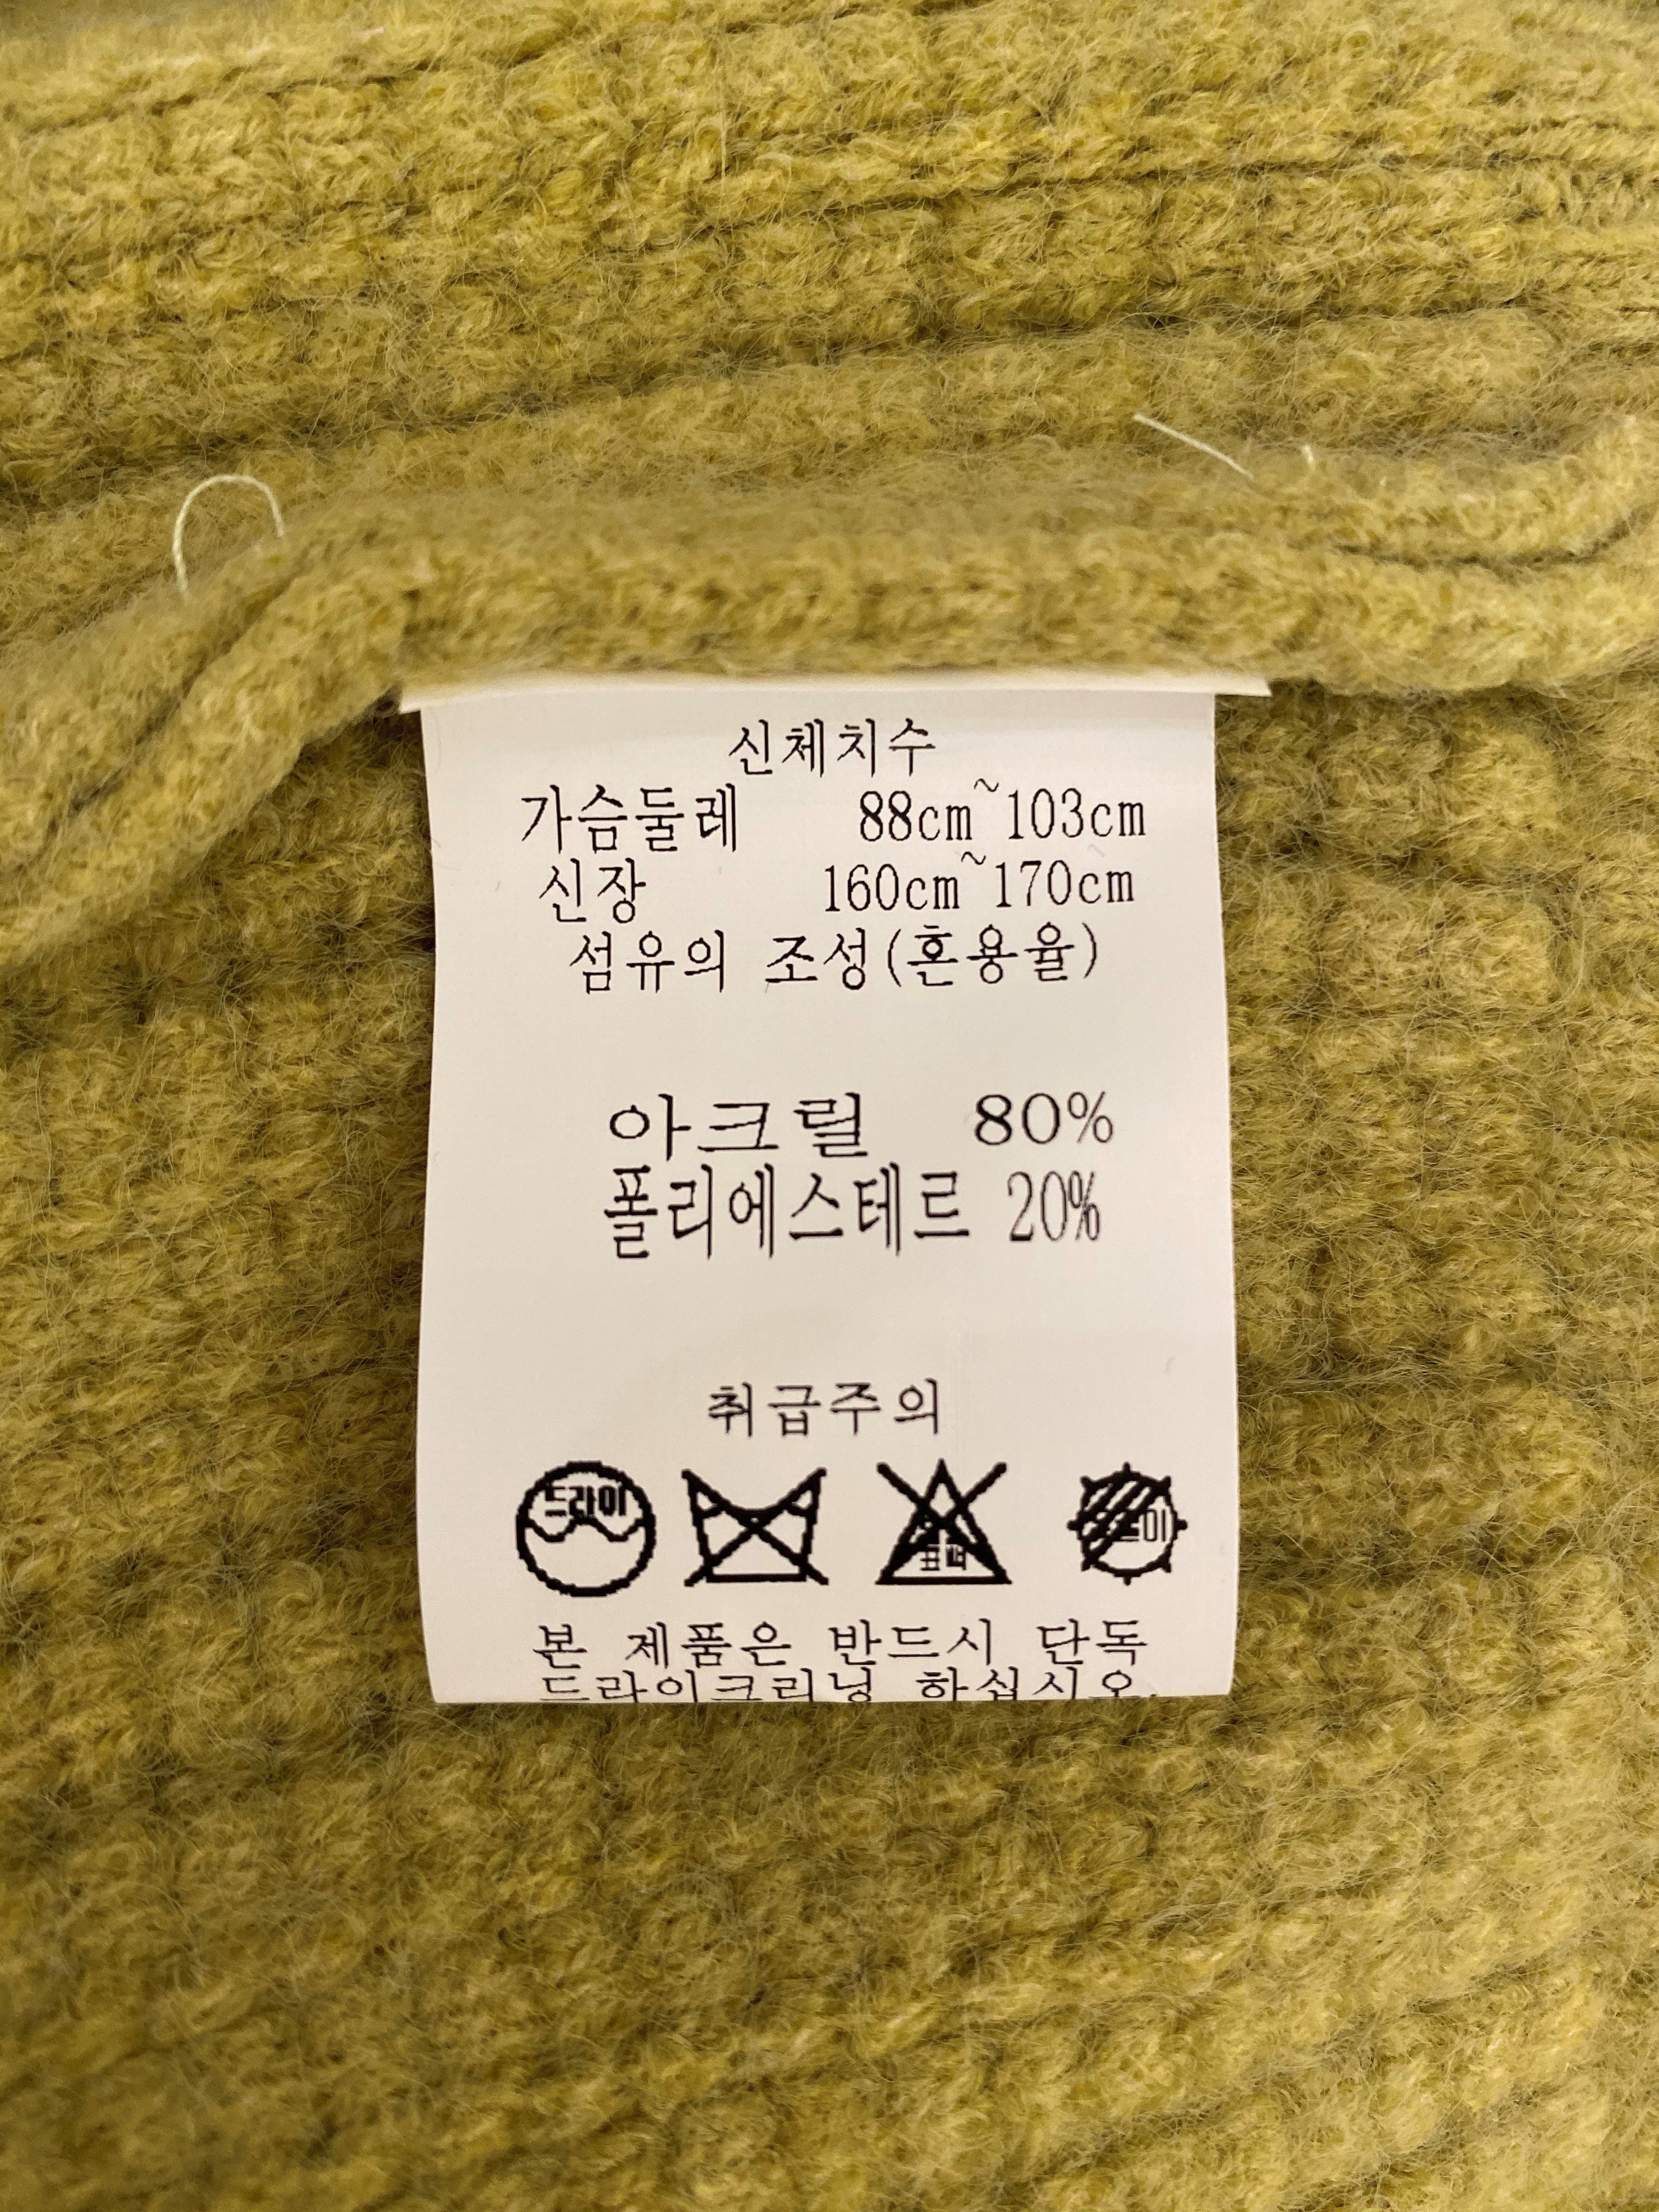 신체치수
가슴둘레 88cm~103cm
신장 160cm~170cm
섬유의 조성(혼용율)
아크릴 80%
폴리에스테르 20%
취급주의
드라이
표백
본 제품은 반드시 단독
드라이크리닝 하십시오.